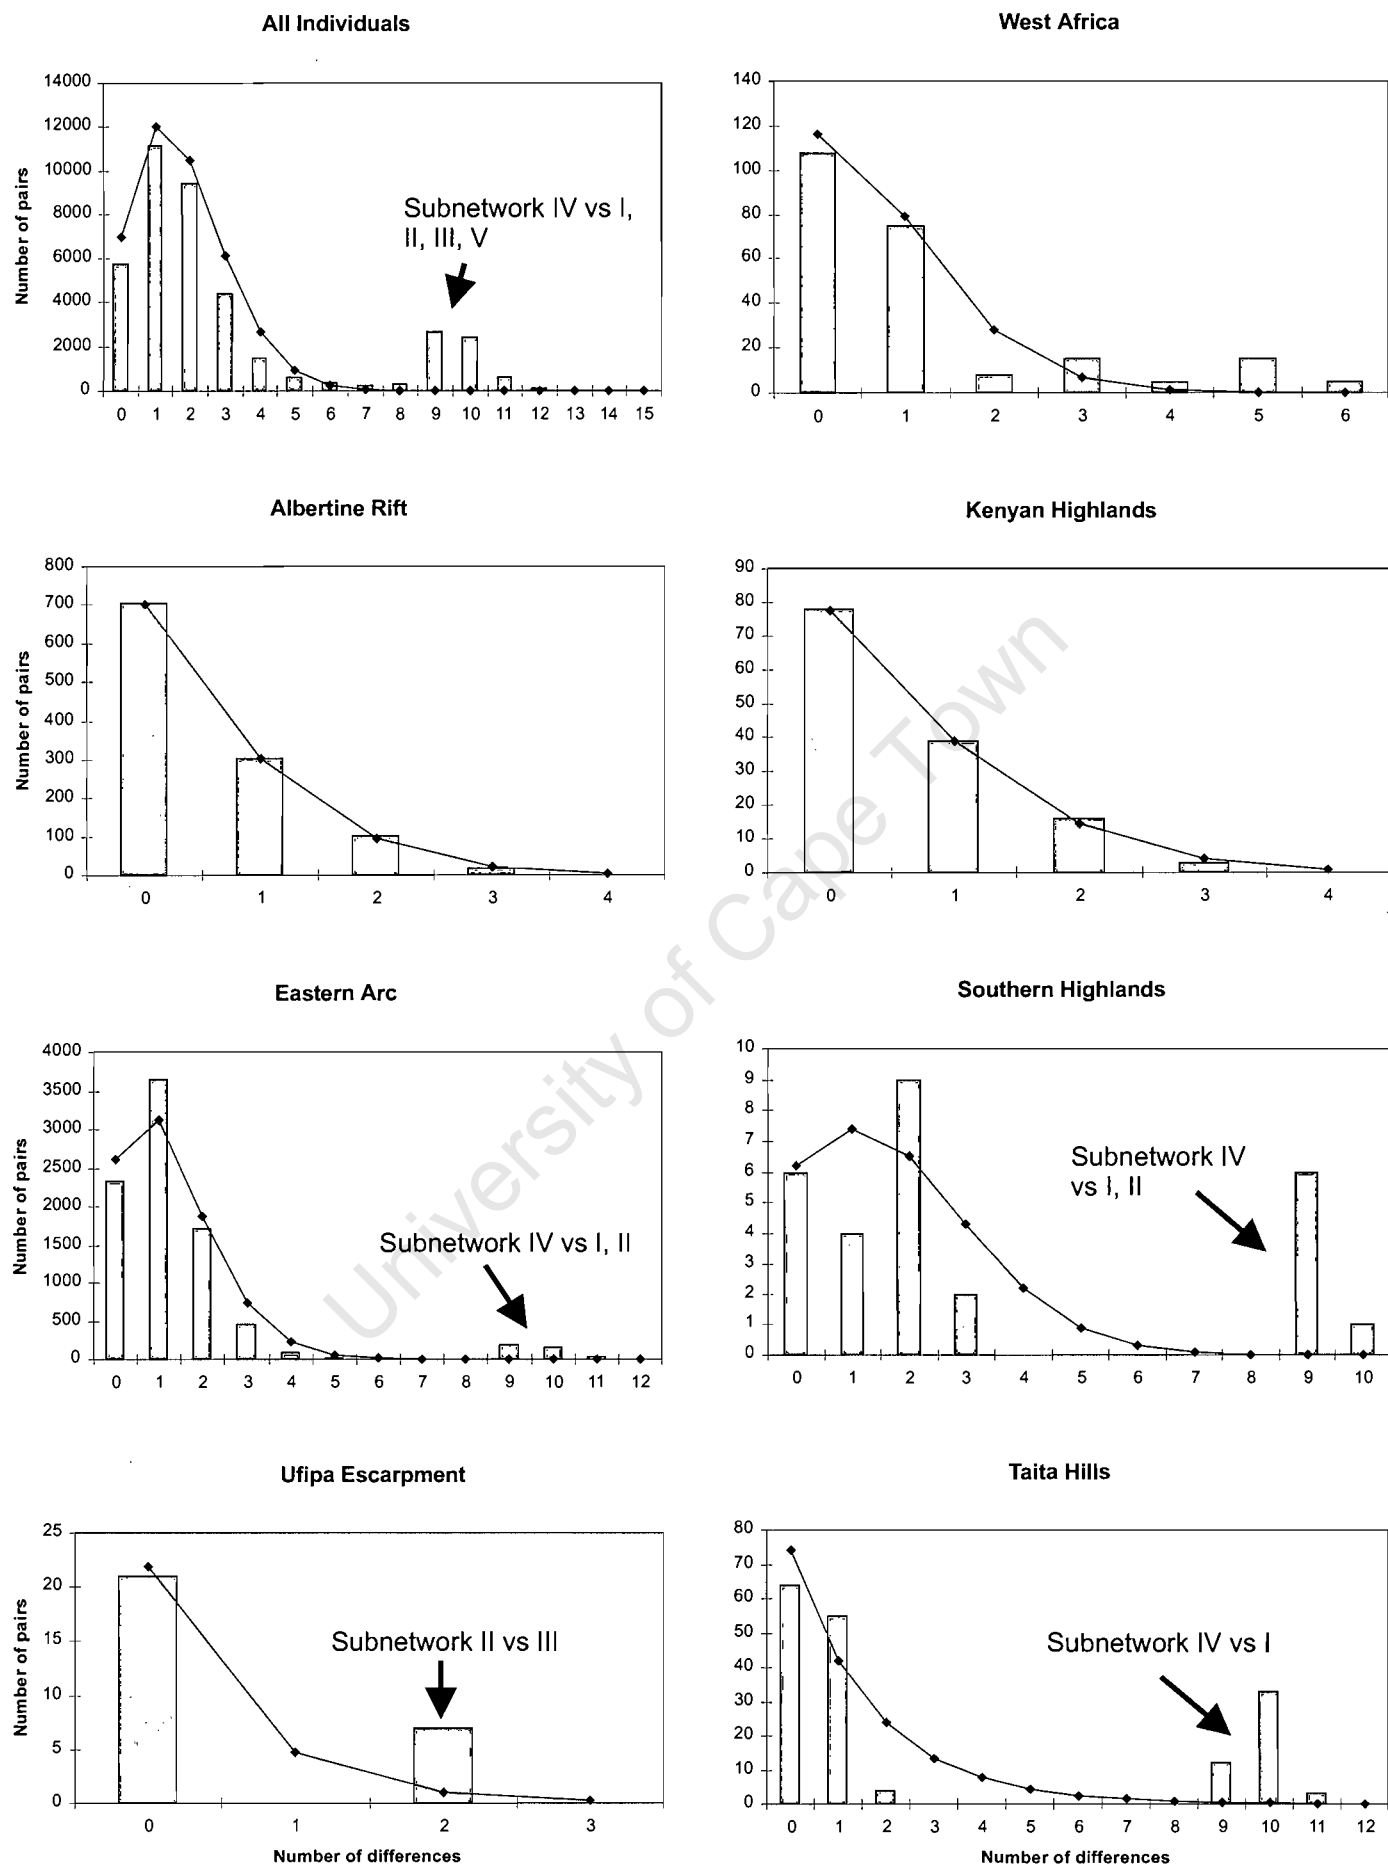 All Individuals
14000
12000
10000
8000
6000
4000
2000
0
Number of pairs
Subnetwork IV vs I,
II, III, V
0 1 2 3 4 5 6 7 8 9 10 11 12 13 14 15
West Africa
140
120
100
80
60
40
20
0
0 1 2 3 4 5 6
Albertine Rift
800
700
600
500
400
300
200
100
0
Number of pairs
0 1 2 3 4
Kenyan Highlands
90
80
70
60
50
40
30
20
10
0
0 1 2 3 4
Eastern Arc
4000
3500
3000
2500
2000
1500
1000
500
0
Number of pairs
Subnetwork IV vs I, II
0 1 2 3 4 5 6 7 8 9 10 11 12
Southern Highlands
10
9
8
7
6
5
4
3
2
1
0
Subnetwork IV
vs I, II
0 1 2 3 4 5 6 7 8 9 10
Ufipa Escarpment
25
20
15
10
5
0
Number of pairs
Subnetwork II vs III
0 1 2 3
Number of differences
Taita Hills
80
70
60
50
40
30
20
10
0
Subnetwork IV vs I
0 1 2 3 4 5 6 7 8 9 10 11 12
Number of differences
University of Cape Town